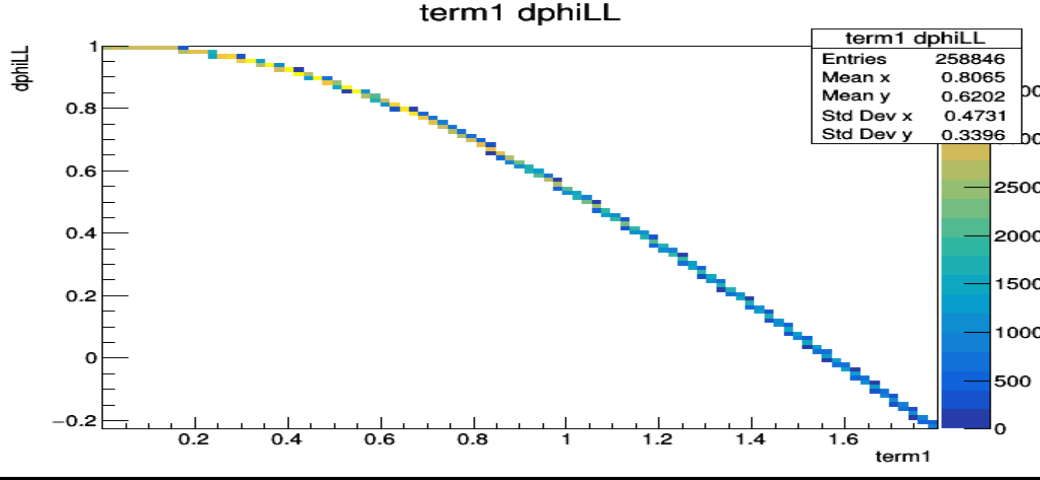 term1 dphiLL
dphiLL
term1 dphiLL
Entries 258846
Mean x 0.8065
Mean y 0.6202
Std Dev x 0.4731
Std Dev y 0.3396
1
0.8
0.6
0.4
0.2
0
−0.2
2500
2000
1500
1000
500
0
0.2 0.4 0.6 0.8 1 1.2 1.4 1.6
term1